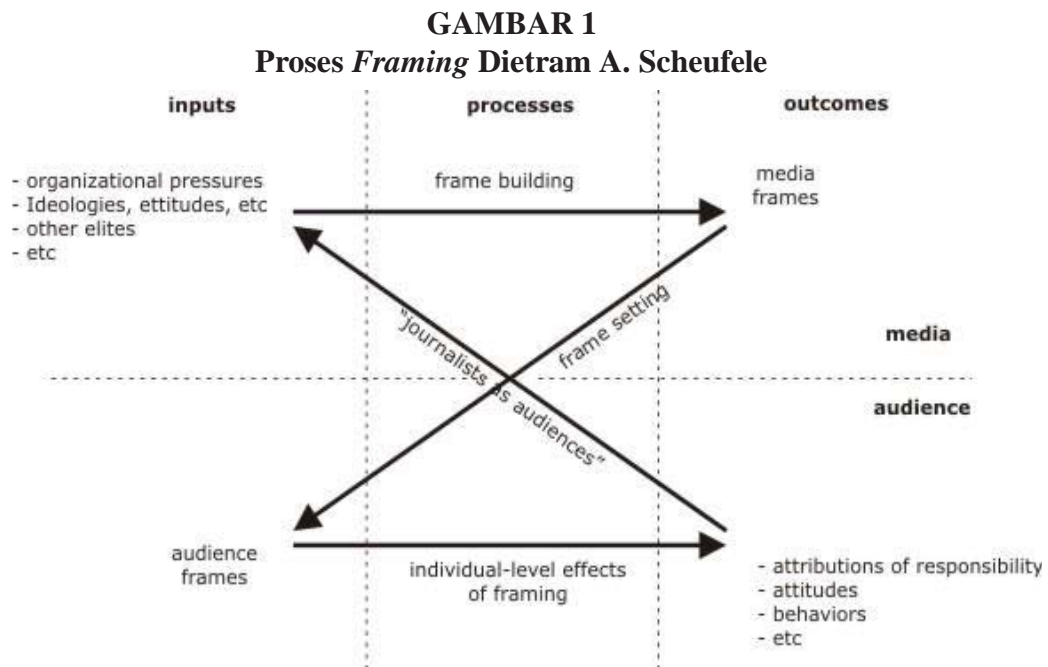 GAMBAR 1
Proses Framing Dietram A. Scheufele
inputs
processes
outcomes
- organizational pressures
- Ideologies, ettitudes, etc
- other elites
- etc
frame building
media
frames
"journalists as audiences"
frame setting
media
audience
audience
frames
individual-level effects
of framing
- attributions of responsibility
- attitudes
- behaviors
- etc